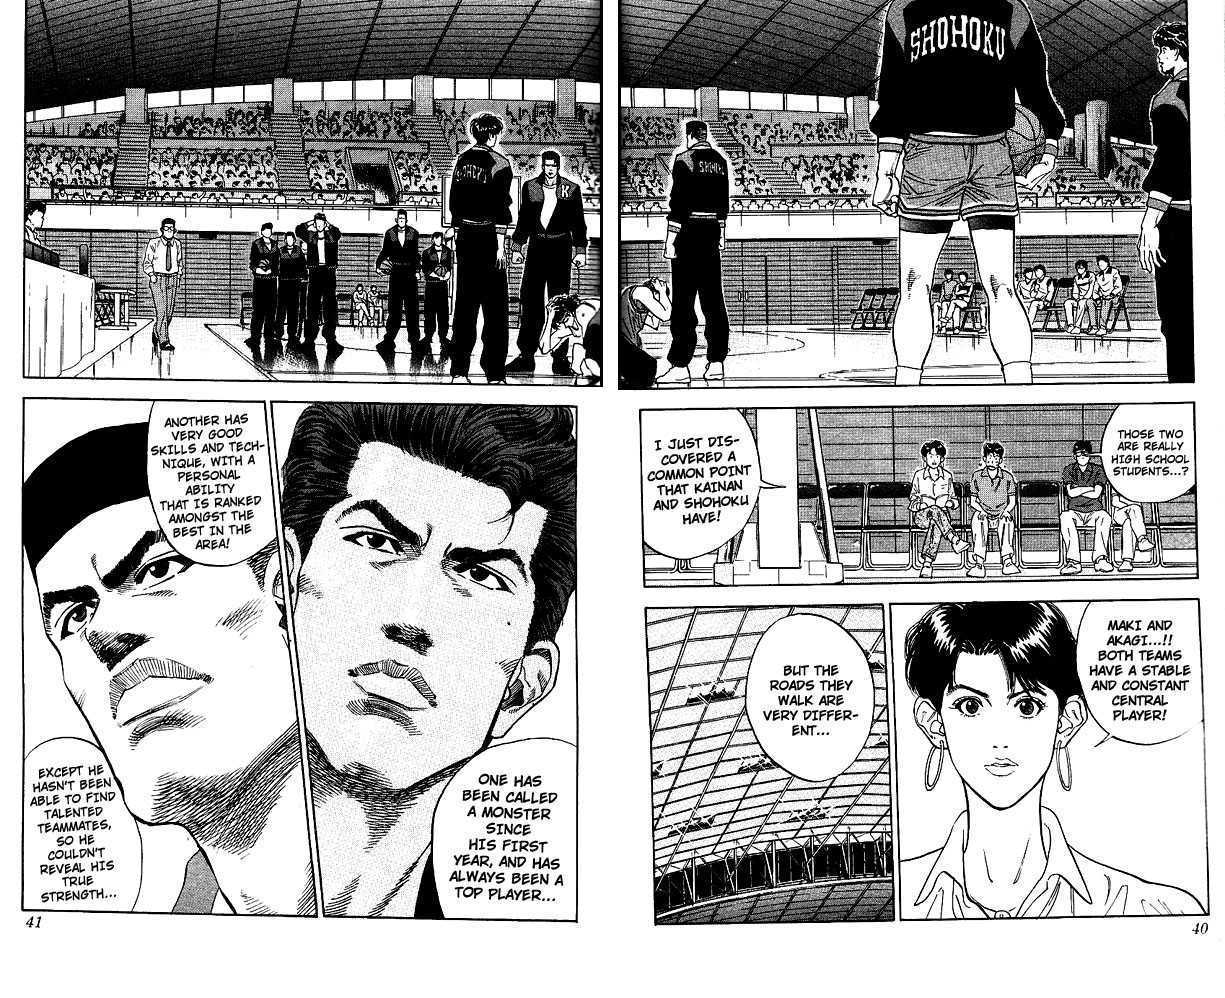 SHOHOKU
SHOHOKU
THOSE TWO
ARE REALLY
HIGH SCHOOL
STUDENTS...?
I JUST DIS-
COVERED A
COMMON POINT
THAT KAINAN
AND SHOHOKU
HAVE!
MAKI AND
AKAGI...!!
BOTH TEAMS
HAVE A STABLE
AND CONSTANT
CENTRAL
PLAYER!
BUT THE
ROADS THEY
WALK ARE
VERY DIFFER-
ENT...
40
SHOHOKU
K
ONE HAS
BEEN CALLED
A MONSTER
SINCE
HIS FIRST
YEAR, AND HAS
ALWAYS BEEN A
TOP PLAYER...
ANOTHER HAS
VERY GOOD
SKILLS AND TECH-
NIQUE, WITH A
PERSONAL
ABILITY
THAT IS RANKED
AMONGST THE
BEST IN THE
AREA!
EXCEPT HE
HASN'T BEEN
ABLE TO FIND
TALENTED
TEAMMATES,
SO HE
COULDN'T
REVEAL HIS
TRUE
STRENGTH...
41